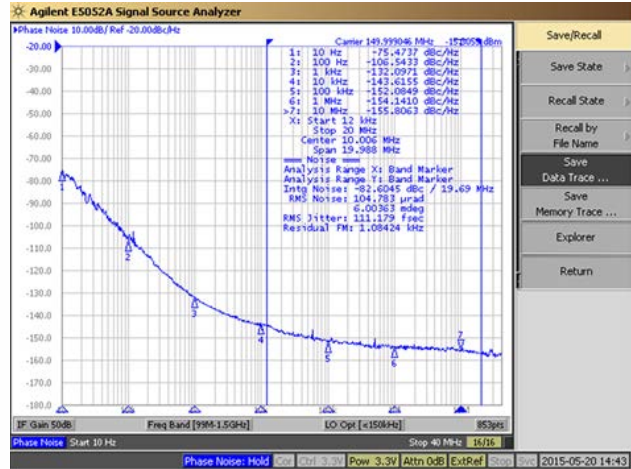 Agilent E5052A Signal Source Analyzer
▶Phase Noise 10.00dB/ Ref -20.00dBc/Hz
Carrier 149.999046 MHz
1: 10 Hz -75.4737 dBc/Hz
2: 100 Hz -106.5433 dBc/Hz
3: 1 kHz -132.0971 dBc/Hz
4: 10 kHz -143.6155 dBc/Hz
5: 100 kHz -152.0849 dBc/Hz
6: 1 MHz -154.1410 dBc/Hz
>7: 10 MHz -155.8063 dBc/Hz
X: Start 12 kHz
Stop 20 MHz
Center 10.006 MHz
Span 19.988 MHz
=== Noise ===
Analysis Range X: Band Marker
Analysis Range Y: Band Marker
Intg Noise: -82.6045 dBc / 19.69 MHz
RMS Noise: 104.783 µrad
6.00363 mdeg
RMS Jitter: 111.179 fsec
Residual FM: 1.08424 kHz
-20.00
-30.00
-40.00
-50.00
-60.00
-70.00
-80.00
-90.00
-100.0
-110.0
-120.0
-130.0
-140.0
-150.0
-160.0
-170.0
-180.0
1
2
3
4
5
6
7
IF Gain 50dB
Freq Band [99M-1.5GHz]
LO Opt [<150kHz]
853pts
Phase Noise Start 10 Hz
Stop 40 MHz
16/16
Save/Recall
Save State
Recall State
Recall by
File Name
Save
Data Trace ...
Save
Memory Trace ...
Explorer
Return
Phase Noise: Hold
Cor
Ctrl 3.3V
Pow 3.3V
Attn 0dB
ExtRef
Stop
Svc
2015-05-20 14:43